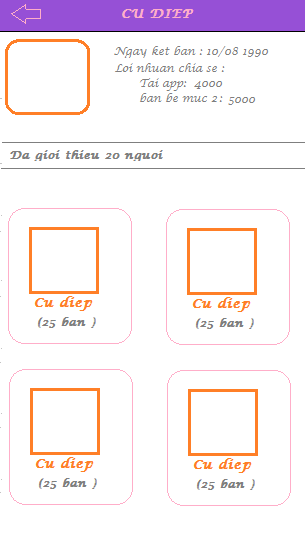 CU DIEP
Ngay ket ban : 10/08 1990
Loi nhuan chia se :
Tai app: 4000
ban be muc 2: 5000
Da gioi thieu 20 nguoi
Cu diep
Cu diep
(25 ban )
(25 ban )
Cu diep
Cu diep
(25 ban )
(25 ban )